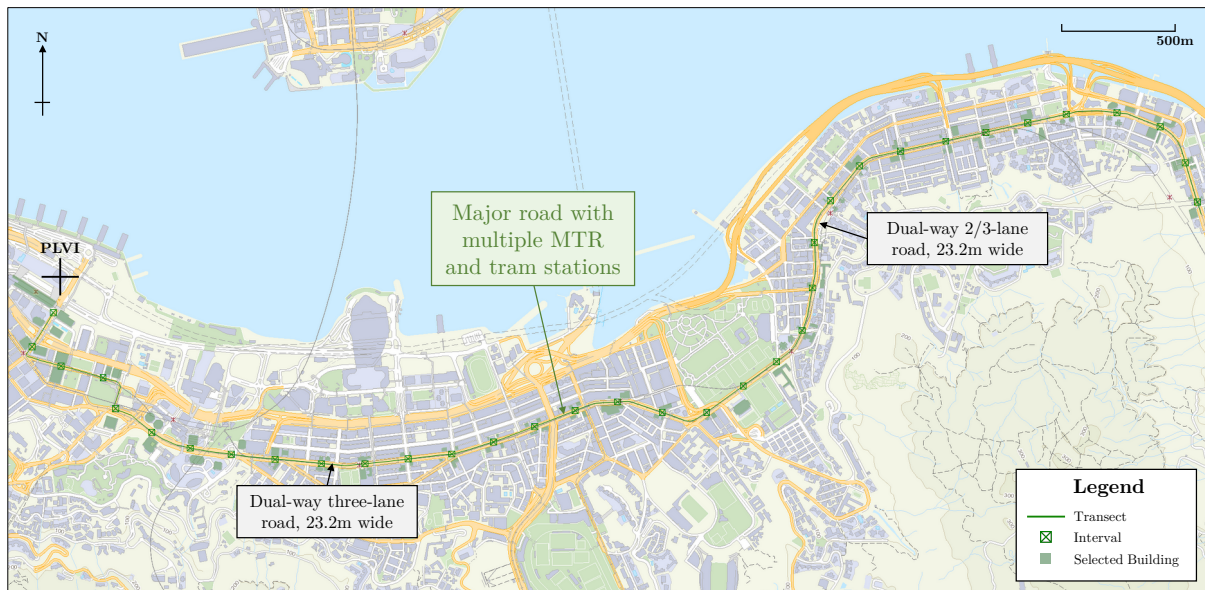 N
500m
PLVI
Major road with
multiple MTR
and tram stations
Dual-way 2/3-lane
road, 23.2m wide
Dual-way three-lane
road, 23.2m wide
Legend
Transect
Interval
Selected Building